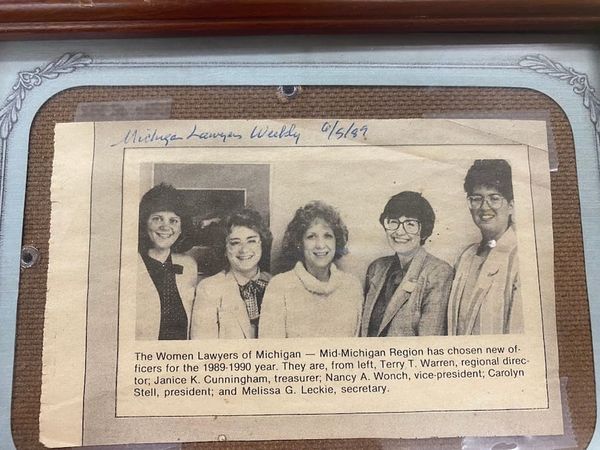 Michigan Lawyers Weekly 6/5/89
The Women Lawyers of Michigan — Mid-Michigan Region has chosen new of-
ficers for the 1989-1990 year. They are, from left, Terry T. Warren, regional direc-
tor; Janice K. Cunningham, treasurer; Nancy A. Wonch, vice-president; Carolyn
Stell, president; and Melissa G. Leckie, secretary.